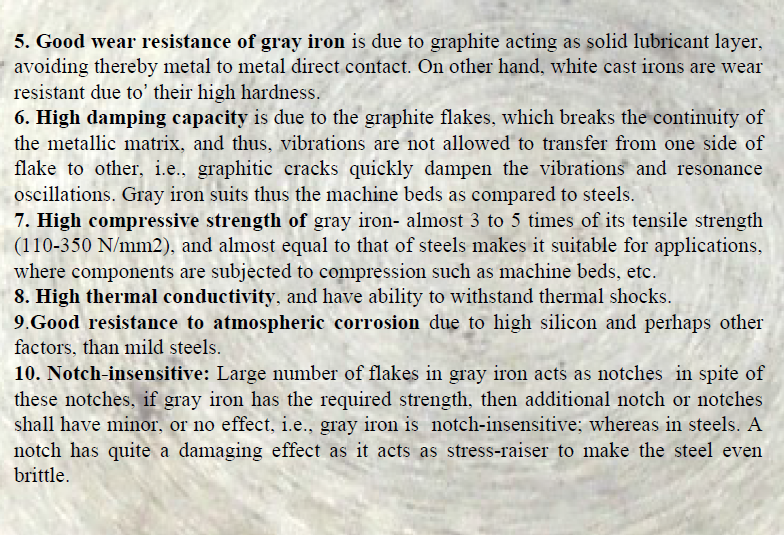 5. Good wear resistance of gray iron is due to graphite acting as solid lubricant layer,
avoiding thereby metal to metal direct contact. On other hand, white cast irons are wear
resistant due to’ their high hardness.
6. High damping capacity is due to the graphite flakes, which breaks the continuity of
the metallic matrix, and thus, vibrations are not allowed to transfer from one side of
flake to other, i.e., graphitic cracks quickly dampen the vibrations and resonance
oscillations. Gray iron suits thus the machine beds as compared to steels.
7. High compressive strength of gray iron- almost 3 to 5 times of its tensile strength
(110-350 N/mm2), and almost equal to that of steels makes it suitable for applications,
where components are subjected to compression such as machine beds, etc.
8. High thermal conductivity, and have ability to withstand thermal shocks.
9.Good resistance to atmospheric corrosion due to high silicon and perhaps other
factors, than mild steels.
10. Notch-insensitive: Large number of flakes in gray iron acts as notches in spite of
these notches, if gray iron has the required strength, then additional notch or notches
shall have minor, or no effect, i.e., gray iron is notch-insensitive; whereas in steels. A
notch has quite a damaging effect as it acts as stress-raiser to make the steel even
brittle.